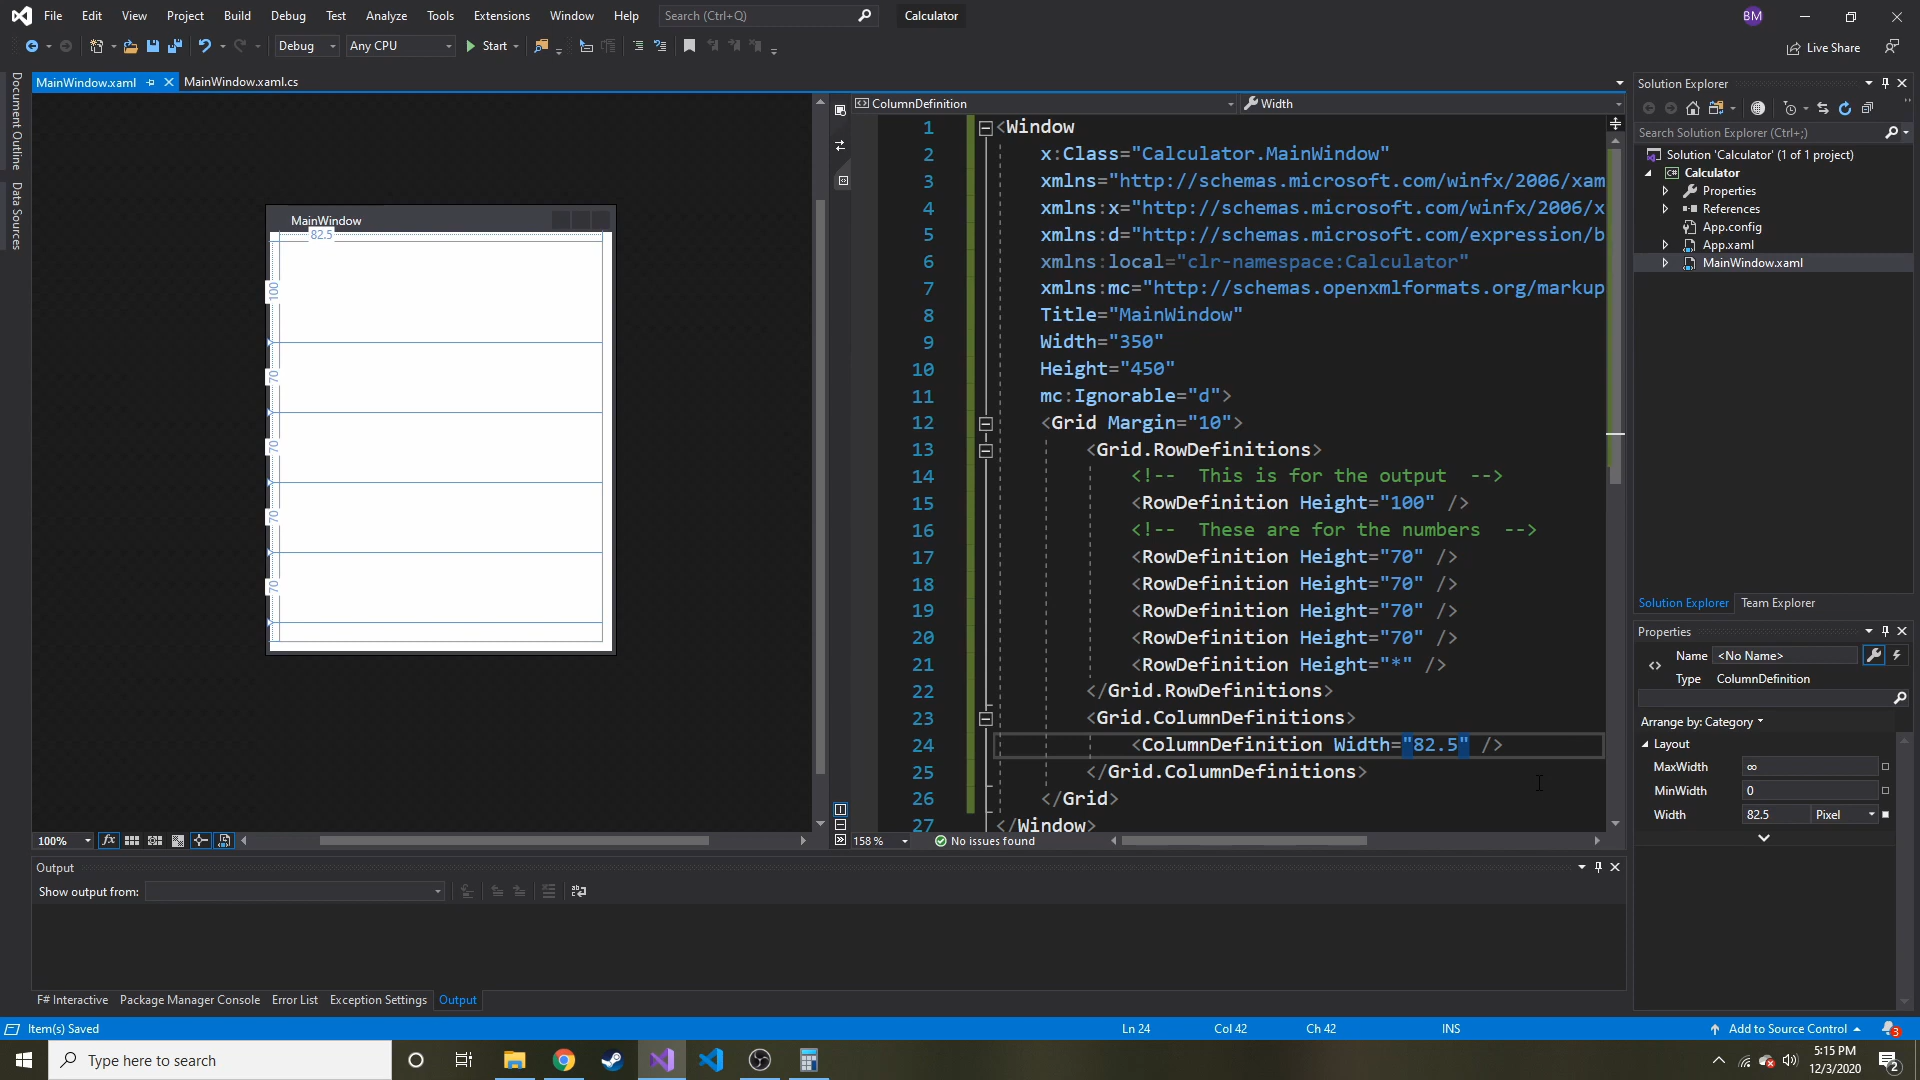 File Edit View Project Build Debug Test Analyze Tools Extensions Window Help Search (Ctrl+Q) Calculator BM
Debug Any CPU Start Live Share
Document Outline
Data Sources
MainWindow.xaml MainWindow.xaml.cs
ColumnDefinition Width
MainWindow
82.5
100
70
70
70
70
1 <Window
2 x:Class="Calculator.MainWindow"
3 xmlns="http://schemas.microsoft.com/winfx/2006/xam
4 xmlns:x="http://schemas.microsoft.com/winfx/2006/x
5 xmlns:d="http://schemas.microsoft.com/expression/b
6 xmlns:local="clr-namespace:Calculator"
7 xmlns:mc="http://schemas.openxmlformats.org/markup
8 Title="MainWindow"
9 Width="350"
10 Height="450"
11 mc:Ignorable="d">
12 <Grid Margin="10">
13 <Grid.RowDefinitions>
14 <!-- This is for the output -->
15 <RowDefinition Height="100" />
16 <!-- These are for the numbers -->
17 <RowDefinition Height="70" />
18 <RowDefinition Height="70" />
19 <RowDefinition Height="70" />
20 <RowDefinition Height="70" />
21 <RowDefinition Height="*" />
22 </Grid.RowDefinitions>
23 <Grid.ColumnDefinitions>
24 <ColumnDefinition Width="82.5" />
25 </Grid.ColumnDefinitions>
26 </Grid>
27 </Window>
100% fx
158 % No issues found
Solution Explorer
Search Solution Explorer (Ctrl+;)
Solution 'Calculator' (1 of 1 project)
C# Calculator
Properties
References
App.config
App.xaml
MainWindow.xaml
Solution Explorer Team Explorer
Properties
Name <No Name>
Type ColumnDefinition
Arrange by: Category
Layout
MaxWidth ∞
MinWidth 0
Width 82.5 Pixel
Output
Show output from:
F# Interactive Package Manager Console Error List Exception Settings Output
Item(s) Saved Ln 24 Col 42 Ch 42 INS Add to Source Control 3
Type here to search
5:15 PM
12/3/2020
2